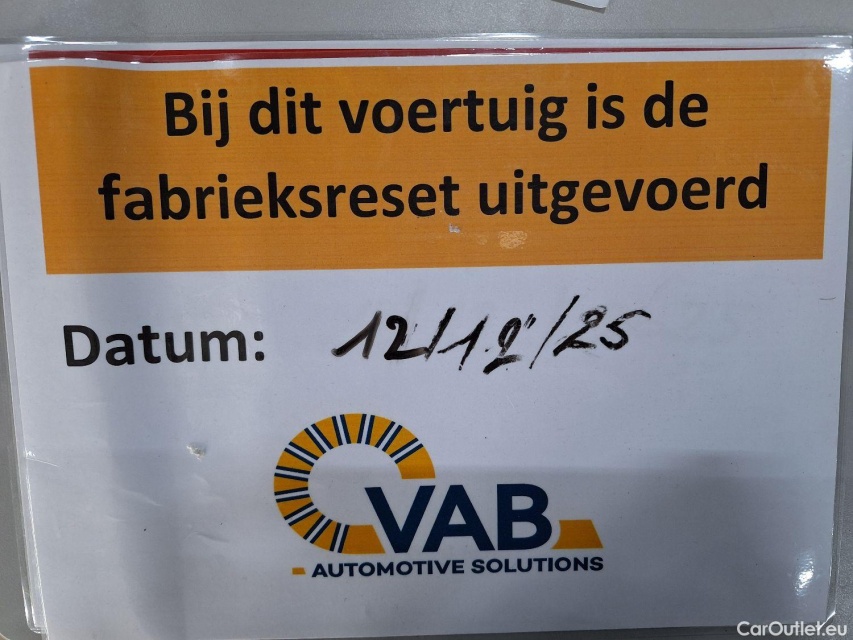 Bij dit voertuig is de
fabrieksreset uitgevoerd
Datum: 12/12/25
VAB
AUTOMOTIVE SOLUTIONS
CarOutlet.eu